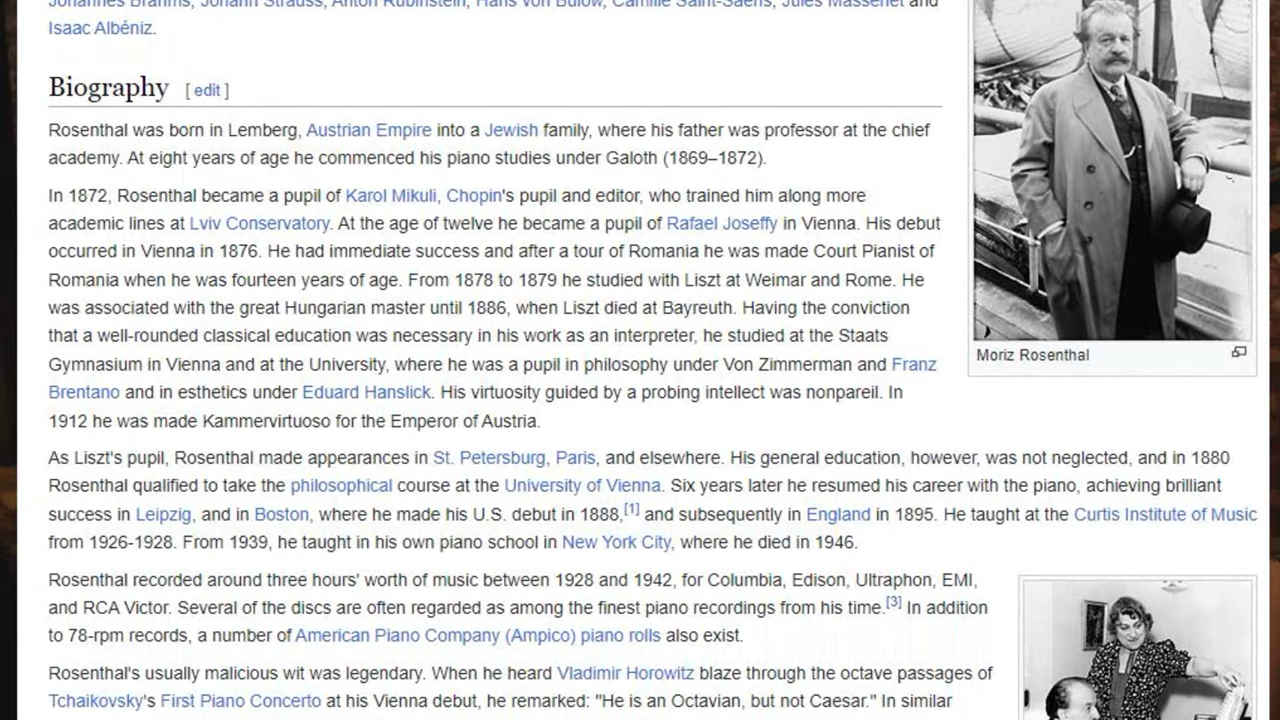 Johannes Brahms, Johann Strauss, Anton Rubinstein, Hans von Bülow, Camille Saint-Saëns, Jules Massenet and
Isaac Albéniz.
Biography [ edit ]
Rosenthal was born in Lemberg, Austrian Empire into a Jewish family, where his father was professor at the chief
academy. At eight years of age he commenced his piano studies under Galoth (1869–1872).
In 1872, Rosenthal became a pupil of Karol Mikuli, Chopin's pupil and editor, who trained him along more
academic lines at Lviv Conservatory. At the age of twelve he became a pupil of Rafael Joseffy in Vienna. His debut
occurred in Vienna in 1876. He had immediate success and after a tour of Romania he was made Court Pianist of
Romania when he was fourteen years of age. From 1878 to 1879 he studied with Liszt at Weimar and Rome. He
was associated with the great Hungarian master until 1886, when Liszt died at Bayreuth. Having the conviction
that a well-rounded classical education was necessary in his work as an interpreter, he studied at the Staats
Gymnasium in Vienna and at the University, where he was a pupil in philosophy under Von Zimmerman and Franz
Brentano and in esthetics under Eduard Hanslick. His virtuosity guided by a probing intellect was nonpareil. In
1912 he was made Kammervirtuoso for the Emperor of Austria.
Moriz Rosenthal
As Liszt's pupil, Rosenthal made appearances in St. Petersburg, Paris, and elsewhere. His general education, however, was not neglected, and in 1880
Rosenthal qualified to take the philosophical course at the University of Vienna. Six years later he resumed his career with the piano, achieving brilliant
success in Leipzig, and in Boston, where he made his U.S. debut in 1888,[1] and subsequently in England in 1895. He taught at the Curtis Institute of Music
from 1926-1928. From 1939, he taught in his own piano school in New York City, where he died in 1946.
Rosenthal recorded around three hours' worth of music between 1928 and 1942, for Columbia, Edison, Ultraphon, EMI,
and RCA Victor. Several of the discs are often regarded as among the finest piano recordings from his time.[3] In addition
to 78-rpm records, a number of American Piano Company (Ampico) piano rolls also exist.
Rosenthal's usually malicious wit was legendary. When he heard Vladimir Horowitz blaze through the octave passages of
Tchaikovsky's First Piano Concerto at his Vienna debut, he remarked: "He is an Octavian, but not Caesar." In similar